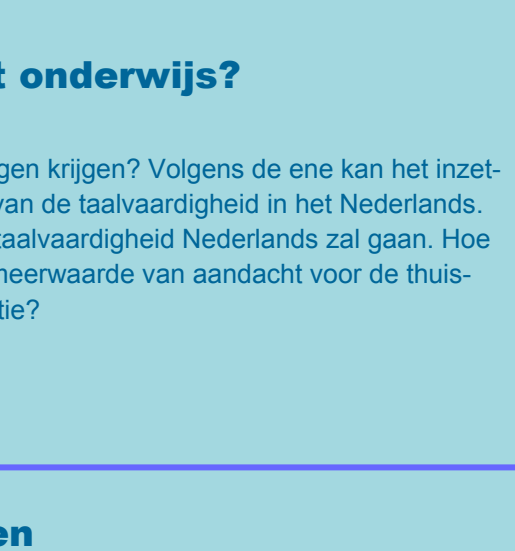 t onderwijs?
gen krijgen? Volgens de ene kan het inzet-
van de taalvaardigheid in het Nederlands.
taalvaardigheid Nederlands zal gaan. Hoe
meerwaarde van aandacht voor de thuis-
tie?
en